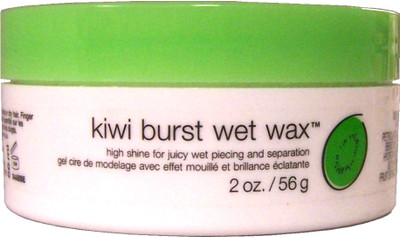 kiwi burst wet wax™
high shine for juicy wet piecing and separation
gel cire de modelage avec effet mouillé et brillance éclatante
2 oz. / 56 g